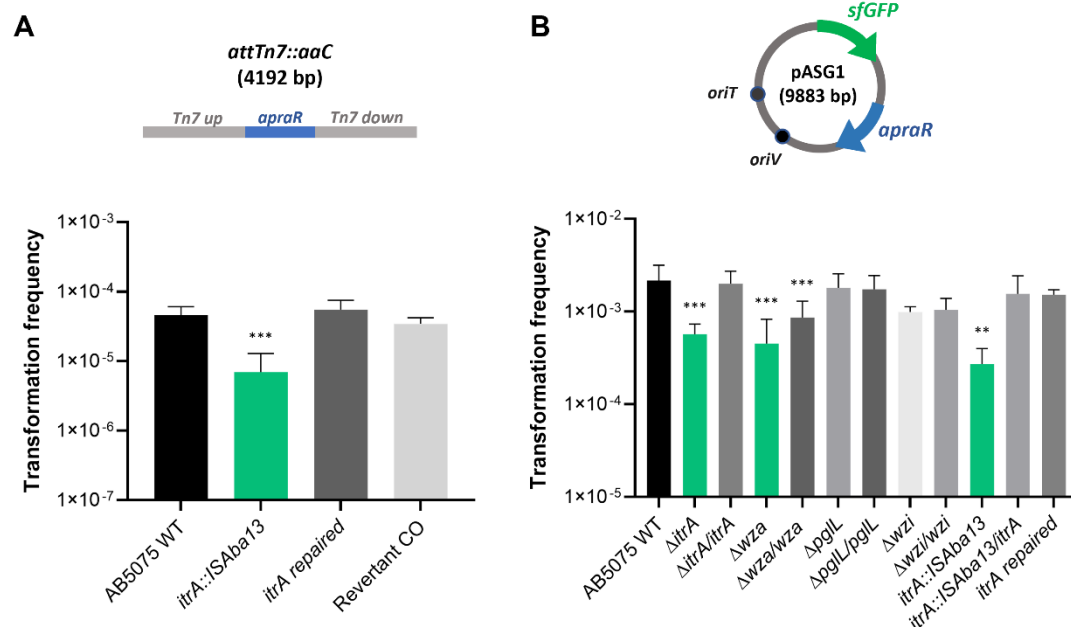 A
attTn7::aaC
(4192 bp)
Tn7 up apraR Tn7 down
Transformation frequency
1×10⁻³
1×10⁻⁴
1×10⁻⁵
1×10⁻⁶
1×10⁻⁷
***
AB5075 WT
itrA::ISAba13
itrA repaired
Revertant CO
B
sfGFP
pASG1
(9883 bp)
oriT
apraR
oriV
Transformation frequency
1×10⁻²
1×10⁻³
1×10⁻⁴
1×10⁻⁵
***
***
***
**
AB5075 WT
ΔitrA
ΔitrA/itrA
Δwza
Δwza/wza
ΔpglL
ΔpglL/pglL
Δwzi
Δwzi/wzi
itrA::ISAba13
itrA::ISAba13/itrA
itrA repaired